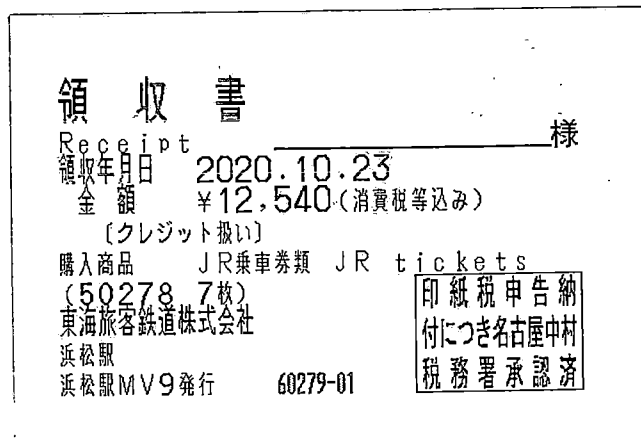 領収書
Receipt 様
領収年月日 2020.10.23
金額 ¥12,540(消費税等込み)
〔クレジット扱い〕
購入商品 JR乗車券類 JR tickets
(50278 7枚)
東海旅客鉄道株式会社
浜松駅
浜松駅MV9発行 60279-01
印紙税申告納
付につき名古屋中村
税務署承認済